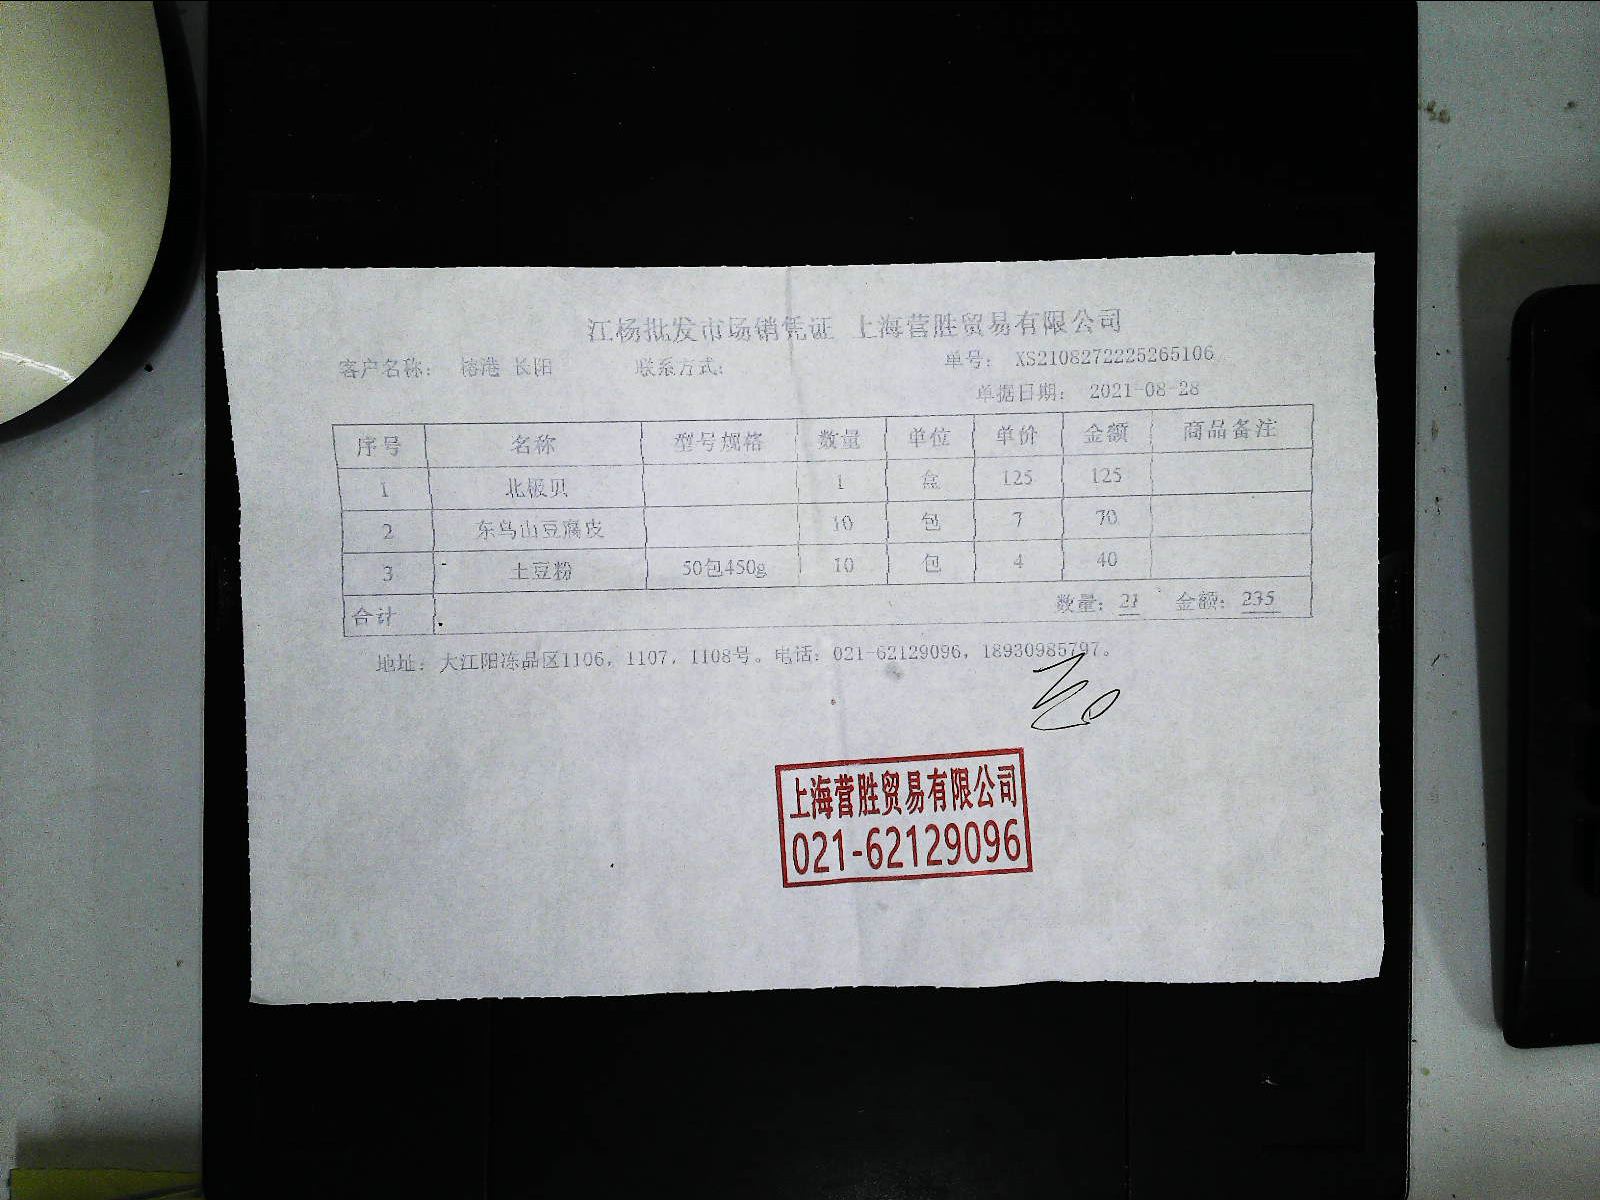 江杨批发市场销凭证 上海营胜贸易有限公司
客户名称： 榕港 长阳 联系方式： 单号： XS2108272225265106
单据日期： 2021-08-28
序号 名称 型号规格 数量 单位 单价 金额 商品备注
1 北极贝 1 盒 125 125
2 东乌山豆腐皮 10 包 7 70
3 土豆粉 50包450g 10 包 4 40
合计 数量：21 金额：235
地址：大江阳冻品区1106，1107，1108号。电话：021-62129096，18930985797。
上海营胜贸易有限公司
021-62129096